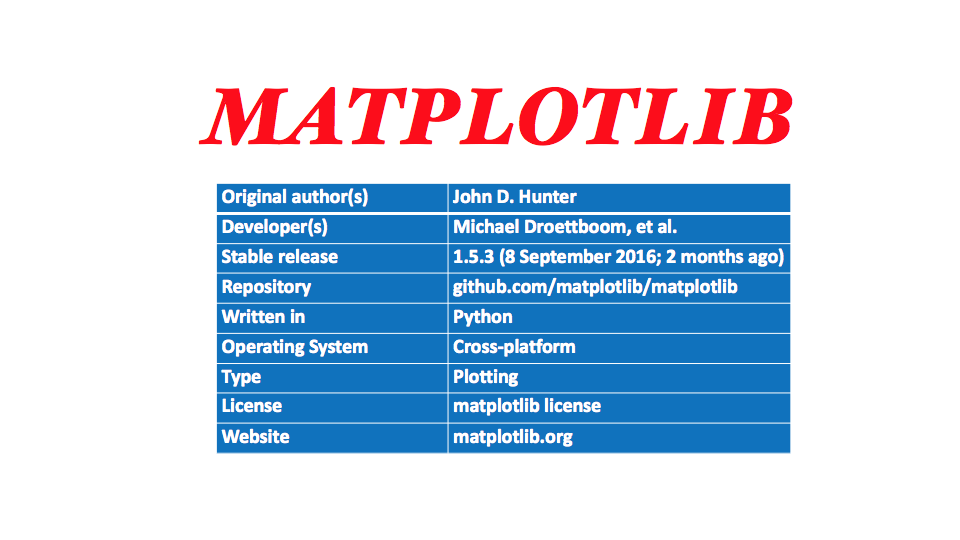 MATPLOTLIB
Original author(s) John D. Hunter
Developer(s) Michael Droettboom, et al.
Stable release 1.5.3 (8 September 2016; 2 months ago)
Repository github.com/matplotlib/matplotlib
Written in Python
Operating System Cross-platform
Type Plotting
License matplotlib license
Website matplotlib.org